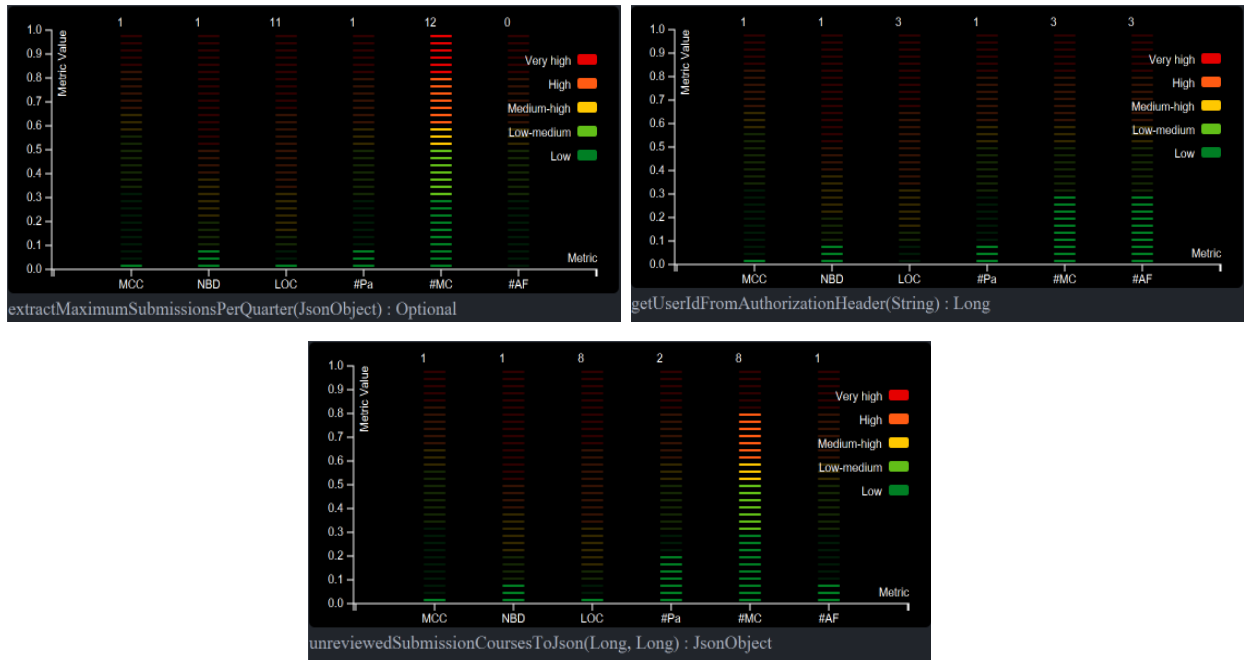 1 1 11 1 12 0
1.0
0.9
0.8
0.7
0.6
0.5
0.4
0.3
0.2
0.1
0.0
Metric Value
Very high
High
Medium-high
Low-medium
Low
Metric
MCC NBD LOC #Pa #MC #AF
extractMaximumSubmissionsPerQuarter(JsonObject) : Optional
1 1 3 1 3 3
1.0
0.9
0.8
0.7
0.6
0.5
0.4
0.3
0.2
0.1
0.0
Metric Value
Very high
High
Medium-high
Low-medium
Low
Metric
MCC NBD LOC #Pa #MC #AF
getUserIdFromAuthorizationHeader(String) : Long
1 1 8 2 8 1
1.0
0.9
0.8
0.7
0.6
0.5
0.4
0.3
0.2
0.1
0.0
Metric Value
Very high
High
Medium-high
Low-medium
Low
Metric
MCC NBD LOC #Pa #MC #AF
unreviewedSubmissionCoursesToJson(Long, Long) : JsonObject